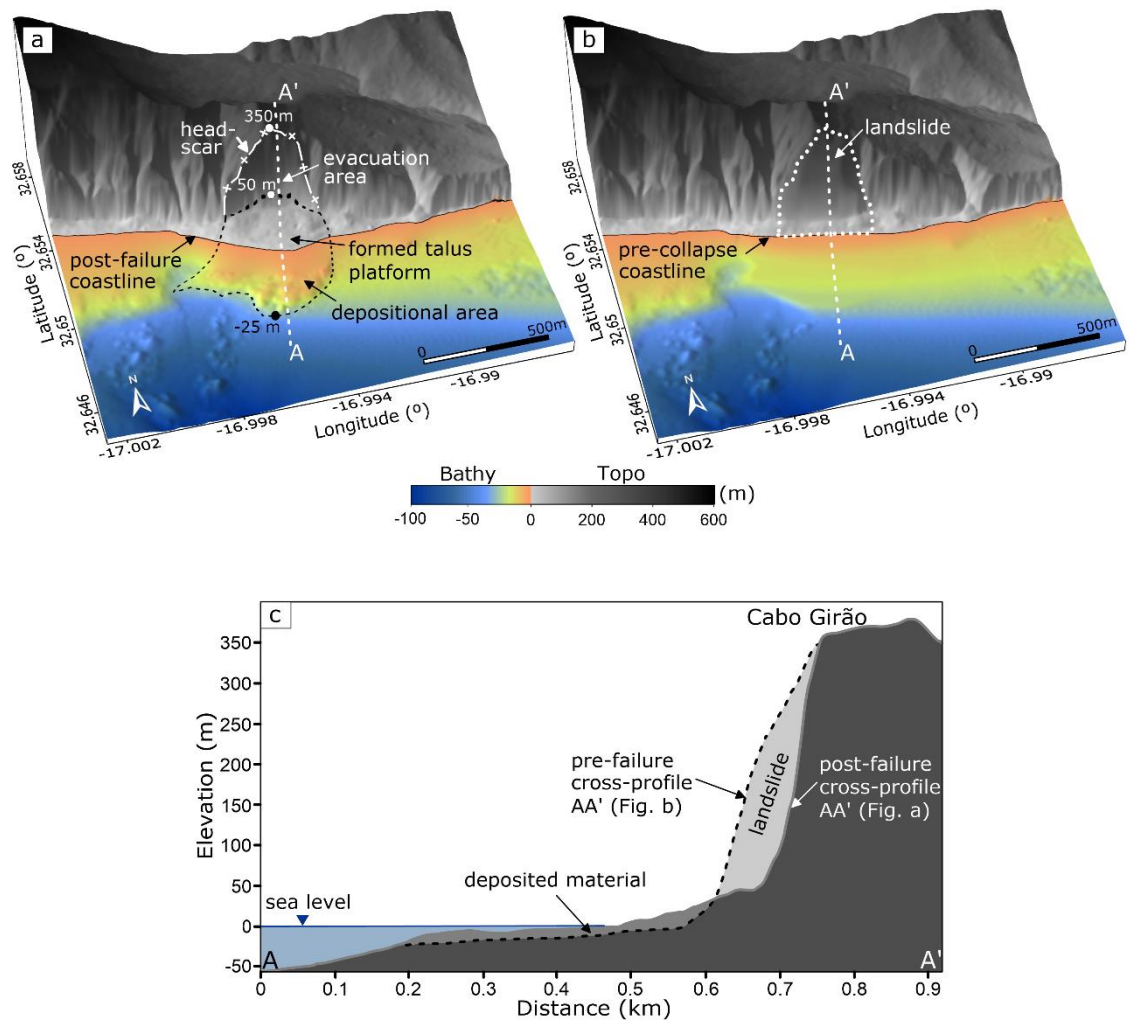 a
A'
350 m
head-
scar
evacuation
area
50 m
post-failure
coastline
formed talus
platform
depositional area
-25 m
A
0
500m
N
32.658
32.654
32.65
32.646
Latitude (º)
-17.002
-16.998
-16.994
-16.99
Longitude (º)
b
A'
landslide
pre-collapse
coastline
A
0
500m
N
32.658
32.654
32.65
32.646
Latitude (º)
-17.002
-16.998
-16.994
-16.99
Longitude (º)
Bathy Topo
(m)
-100 -50 0 200 400 600
c
Cabo Girão
350
300
250
200
150
100
50
0
-50
Elevation (m)
pre-failure
cross-profile
AA' (Fig. b)
landslide
post-failure
cross-profile
AA' (Fig. a)
deposited material
sea level
A
A'
0 0.1 0.2 0.3 0.4 0.5 0.6 0.7 0.8 0.9
Distance (km)